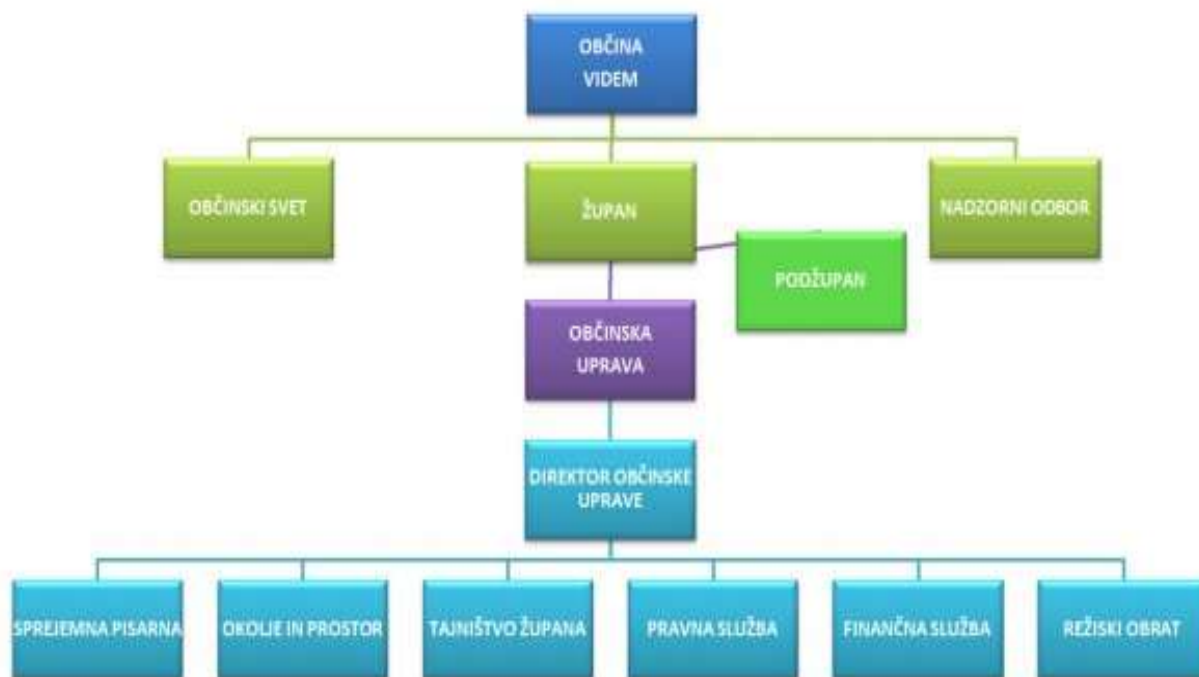 OBČINA
VIDEM
OBČINSKI SVET
ŽUPAN
NADZORNI ODBOR
PODŽUPAN
OBČINSKA
UPRAVA
DIREKTOR OBČINSKE
UPRAVE
SPREJEMNA PISARNA
OKOLJE IN PROSTOR
TAJNIŠTVO ŽUPANA
PRAVNA SLUŽBA
FINANČNA SLUŽBA
REŽISKI OBRAT